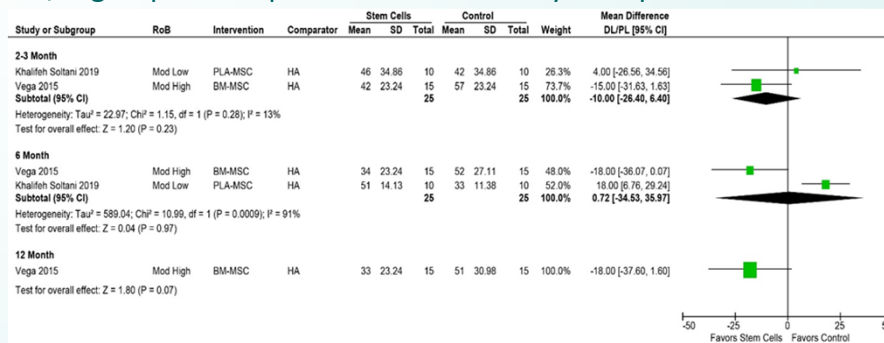 Stem Cells Control Mean Difference
Study or Subgroup RoB Intervention Comparator Mean SD Total Mean SD Total Weight DL/PL [95% CI]
2-3 Month
Khalifeh Soltani 2019 Mod Low PLA-MSC HA 46 34.86 10 42 34.86 10 26.3% 4.00 [-26.56, 34.56]
Vega 2015 Mod High BM-MSC HA 42 23.24 15 57 23.24 15 73.7% -15.00 [-31.63, 1.63]
Subtotal (95% CI) 25 25 100.0% -10.00 [-26.40, 6.40]
Heterogeneity: Tau² = 22.97; Chi² = 1.15, df = 1 (P = 0.28); I² = 13%
Test for overall effect: Z = 1.20 (P = 0.23)
6 Month
Vega 2015 Mod High BM-MSC HA 34 23.24 15 52 27.11 15 48.0% -18.00 [-36.07, 0.07]
Khalifeh Soltani 2019 Mod Low PLA-MSC HA 51 14.13 10 33 11.38 10 52.0% 18.00 [6.76, 29.24]
Subtotal (95% CI) 25 25 100.0% 0.72 [-34.53, 35.97]
Heterogeneity: Tau² = 589.04; Chi² = 10.99, df = 1 (P = 0.0009); I² = 91%
Test for overall effect: Z = 0.04 (P = 0.97)
12 Month
Vega 2015 Mod High BM-MSC HA 33 23.24 15 51 30.98 15 100.0% -18.00 [-37.60, 1.60]
Test for overall effect: Z = 1.80 (P = 0.07)
-50 -25 0 25
Favors Stem Cells Favors Control